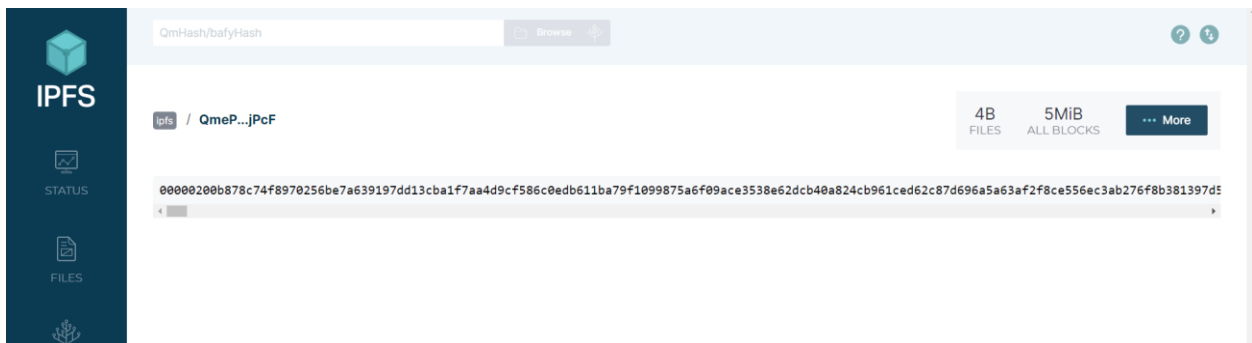 QmHash/bafyHash
Browse
IPFS
ipfs / QmeP...jPcF
4B
FILES
5MiB
ALL BLOCKS
... More
STATUS
00000200b878c74f8970256be7a639197dd13cba1f7aa4d9cf586c0edb611ba79f1099875a6f09ace3538e62dcb40a824cb961ced62c87d696a5a63af2f8ce556ec3ab276f8b381397d5
FILES